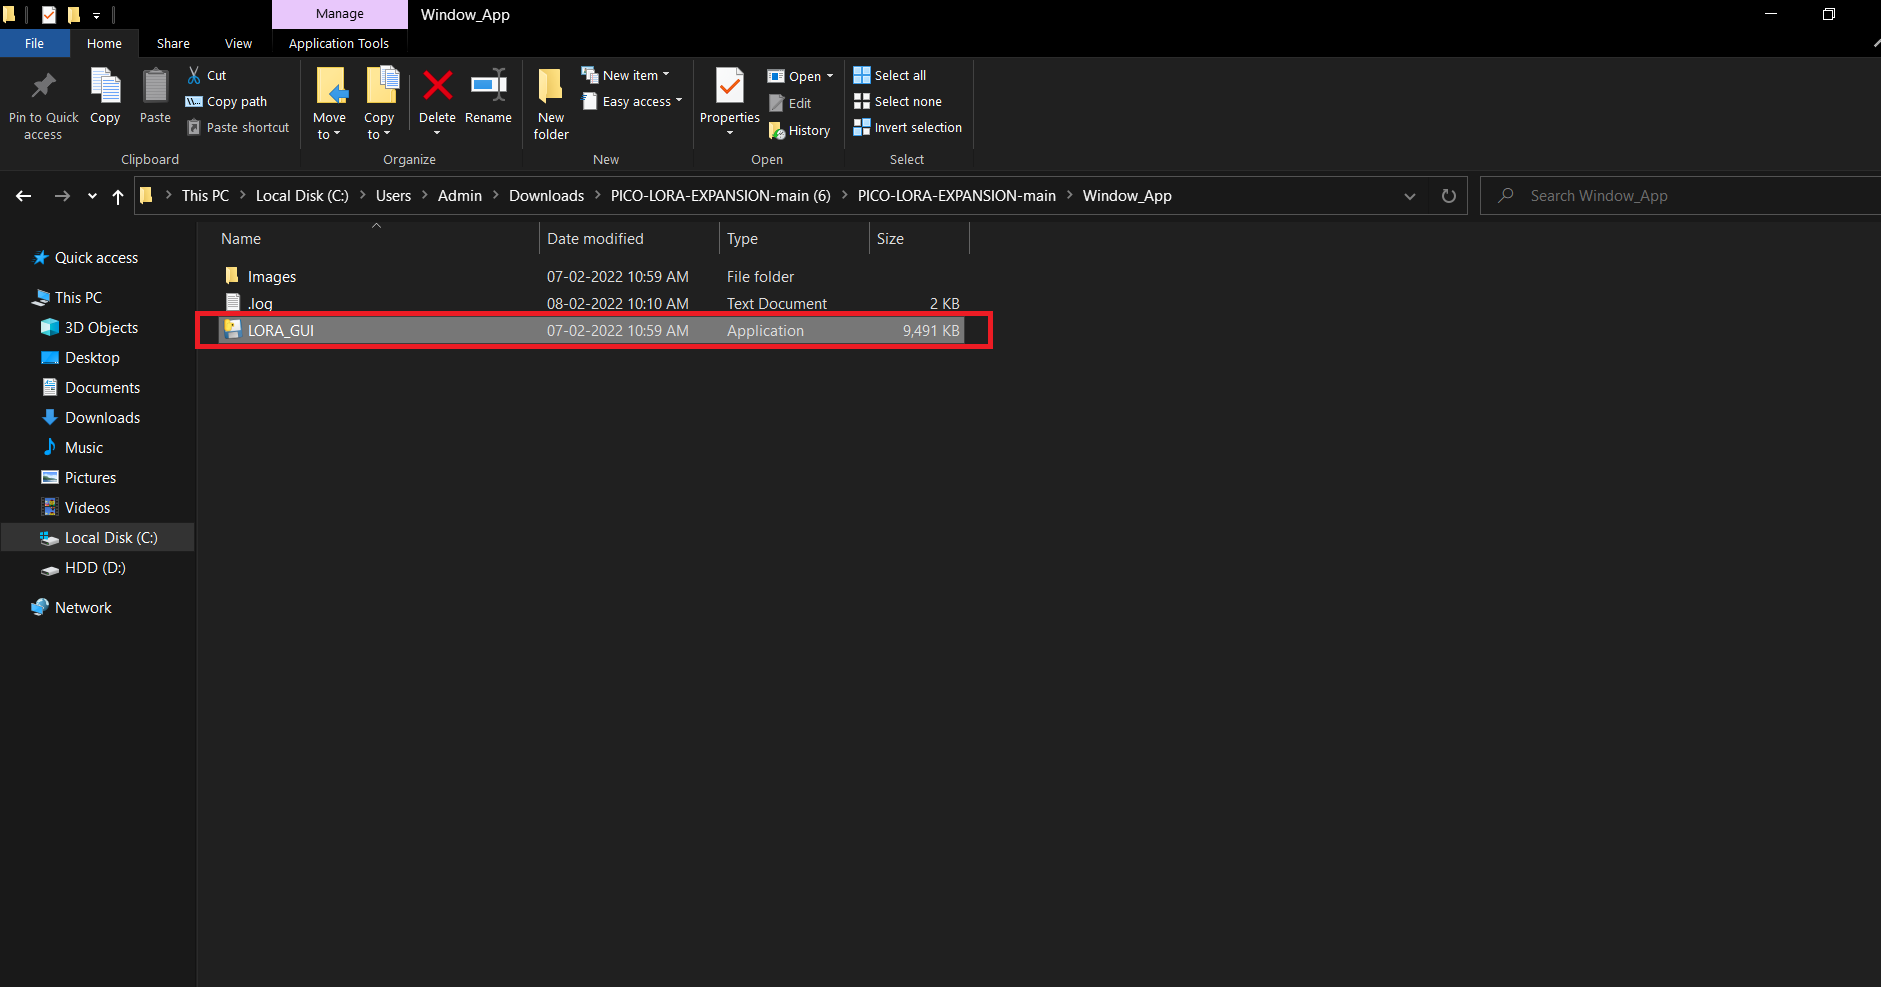 Manage
Window_App
File
Home
Share
View
Application Tools
Pin to Quick access
Copy
Paste
Cut
Copy path
Paste shortcut
Clipboard
Move to
Copy to
Delete
Rename
Organize
New folder
New item
Easy access
New
Properties
Open
Edit
History
Open
Select all
Select none
Invert selection
Select
This PC > Local Disk (C:) > Users > Admin > Downloads > PICO-LORA-EXPANSION-main (6) > PICO-LORA-EXPANSION-main > Window_App
Search Window_App
Quick access
This PC
3D Objects
Desktop
Documents
Downloads
Music
Pictures
Videos
Local Disk (C:)
HDD (D:)
Network
Name Date modified Type Size
Images 07-02-2022 10:59 AM File folder
.log 08-02-2022 10:10 AM Text Document 2 KB
LORA_GUI 07-02-2022 10:59 AM Application 9,491 KB